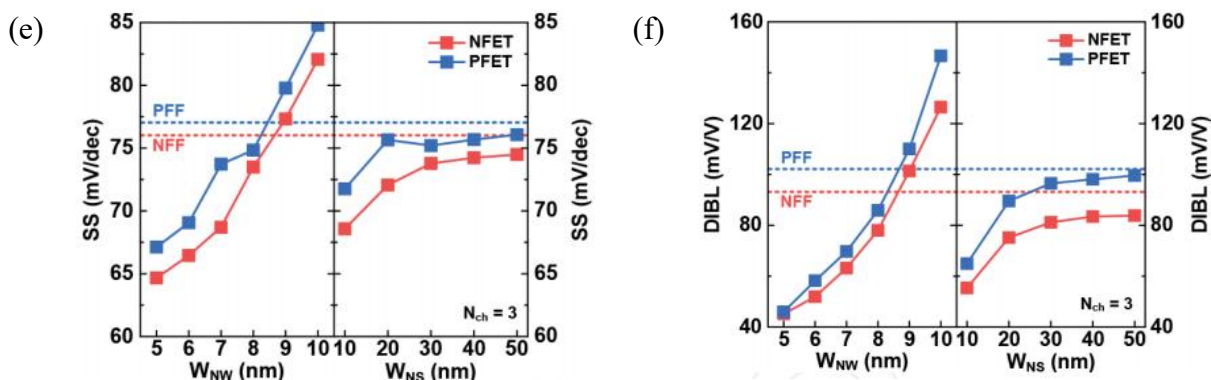 (e)
85
80
75
70
65
60
SS (mV/dec)
PFF
NFF
5 6 7 8 9 10
W_NW (nm)
NFET
PFET
N_ch = 3
10 20 30 40 50
W_NS (nm)
85
80
75
70
65
60
SS (mV/dec)
(f)
160
120
80
40
DIBL (mV/V)
PFF
NFF
5 6 7 8 9 10
W_NW (nm)
NFET
PFET
N_ch = 3
10 20 30 40 50
W_NS (nm)
160
120
80
40
DIBL (mV/V)